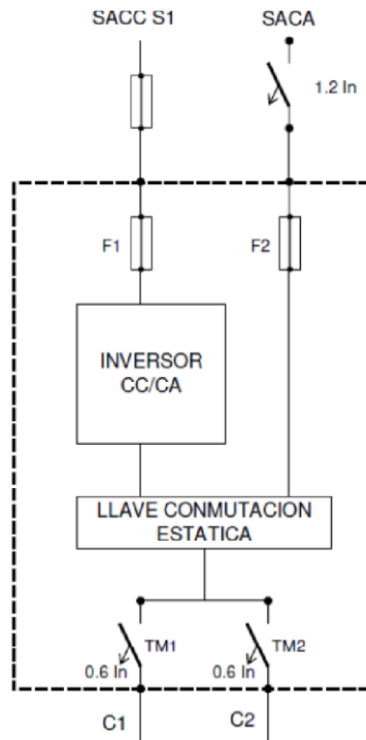 SACC S1 SACA
1.2 In
F1 F2
INVERSOR
CC/CA
LLAVE CONMUTACION
ESTATICA
TM1 TM2
0.6 In 0.6 In
C1 C2